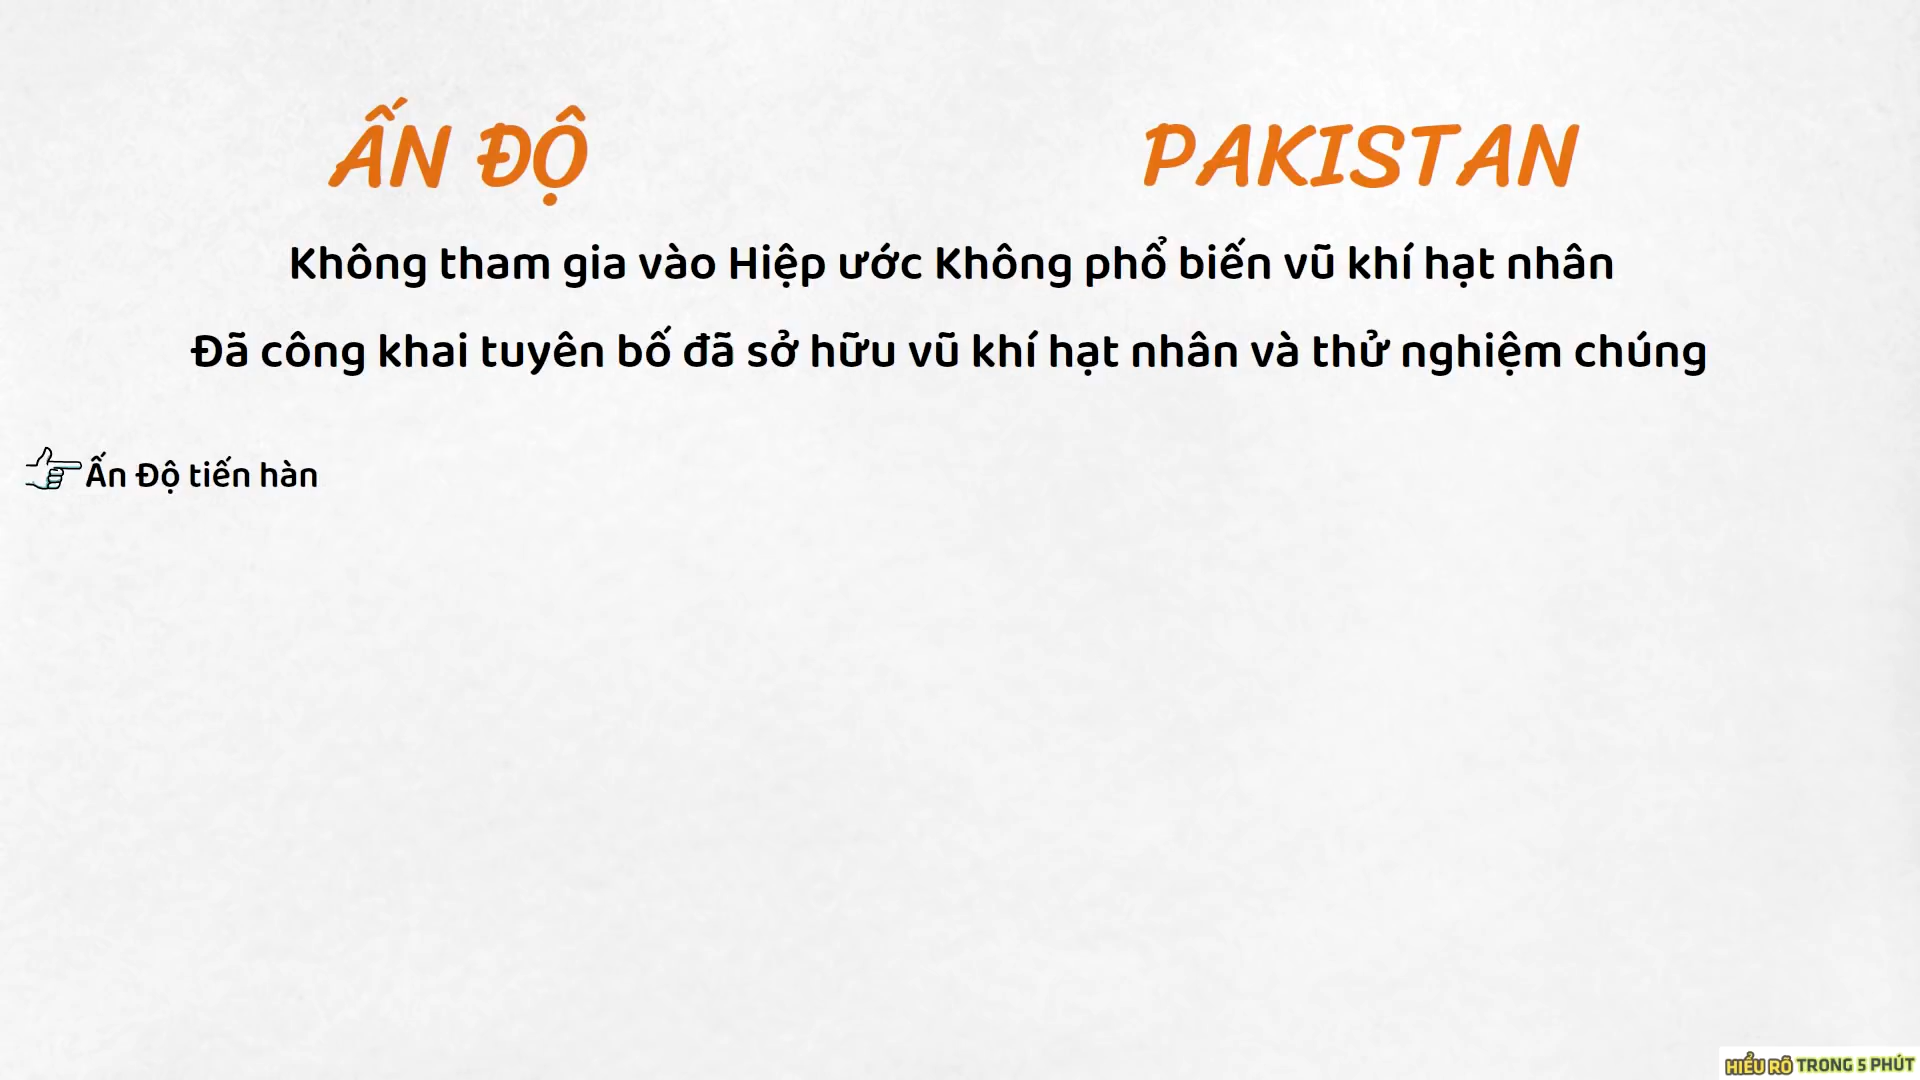 ẤN ĐỘ
PAKISTAN
Không tham gia vào Hiệp ước Không phổ biến vũ khí hạt nhân
Đã công khai tuyên bố đã sở hữu vũ khí hạt nhân và thử nghiệm chúng
Ấn Độ tiến hàn
HIỂU RÕ TRONG 5 PHÚT